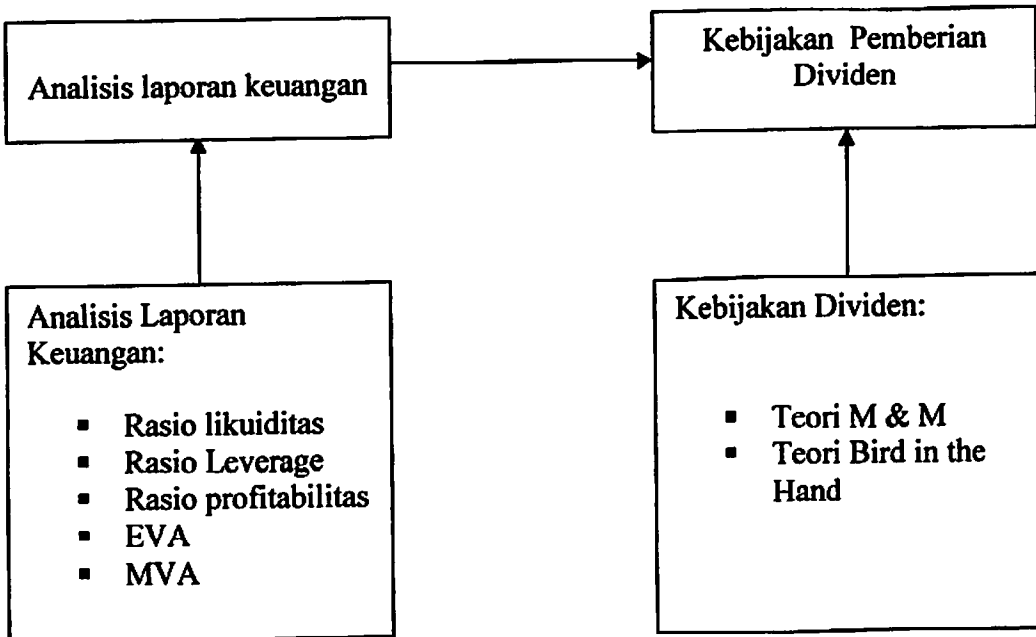 Analisis laporan keuangan
Kebijakan Pemberian
Dividen
Analisis Laporan
Keuangan:
▪ Rasio likuiditas
▪ Rasio Leverage
▪ Rasio profitabilitas
▪ EVA
▪ MVA
Kebijakan Dividen:
▪ Teori M & M
▪ Teori Bird in the
Hand